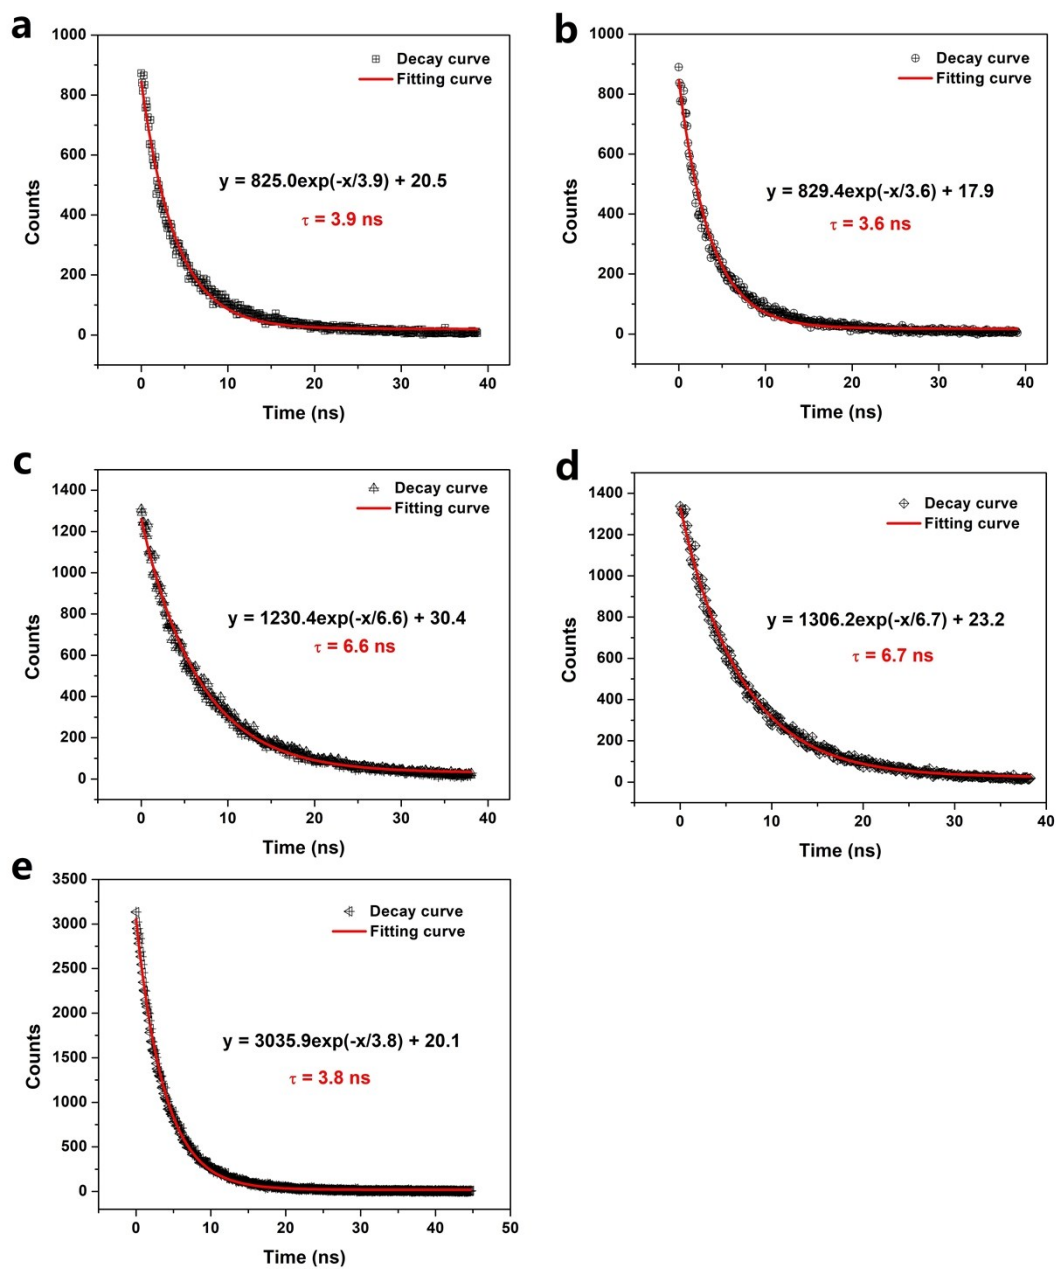 a
1000
800
600
400
200
0
Counts
Decay curve
Fitting curve
y = 825.0exp(-x/3.9) + 20.5
τ = 3.9 ns
0 10 20 30 40
Time (ns)
b
1000
800
600
400
200
0
Counts
Decay curve
Fitting curve
y = 829.4exp(-x/3.6) + 17.9
τ = 3.6 ns
0 10 20 30 40
Time (ns)
c
1400
1200
1000
800
600
400
200
0
Counts
Decay curve
Fitting curve
y = 1230.4exp(-x/6.6) + 30.4
τ = 6.6 ns
0 10 20 30 40
Time (ns)
d
1400
1200
1000
800
600
400
200
0
Counts
Decay curve
Fitting curve
y = 1306.2exp(-x/6.7) + 23.2
τ = 6.7 ns
0 10 20 30 40
Time (ns)
e
3500
3000
2500
2000
1500
1000
500
0
Counts
Decay curve
Fitting curve
y = 3035.9exp(-x/3.8) + 20.1
τ = 3.8 ns
0 10 20 30 40 50
Time (ns)